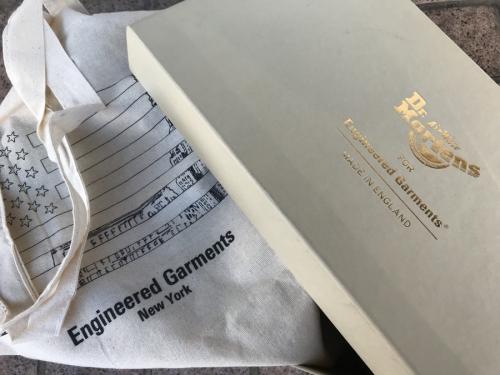 Engineered Garments
New York
Dr. Martens
FOR
Engineered Garments®
MADE IN ENGLAND